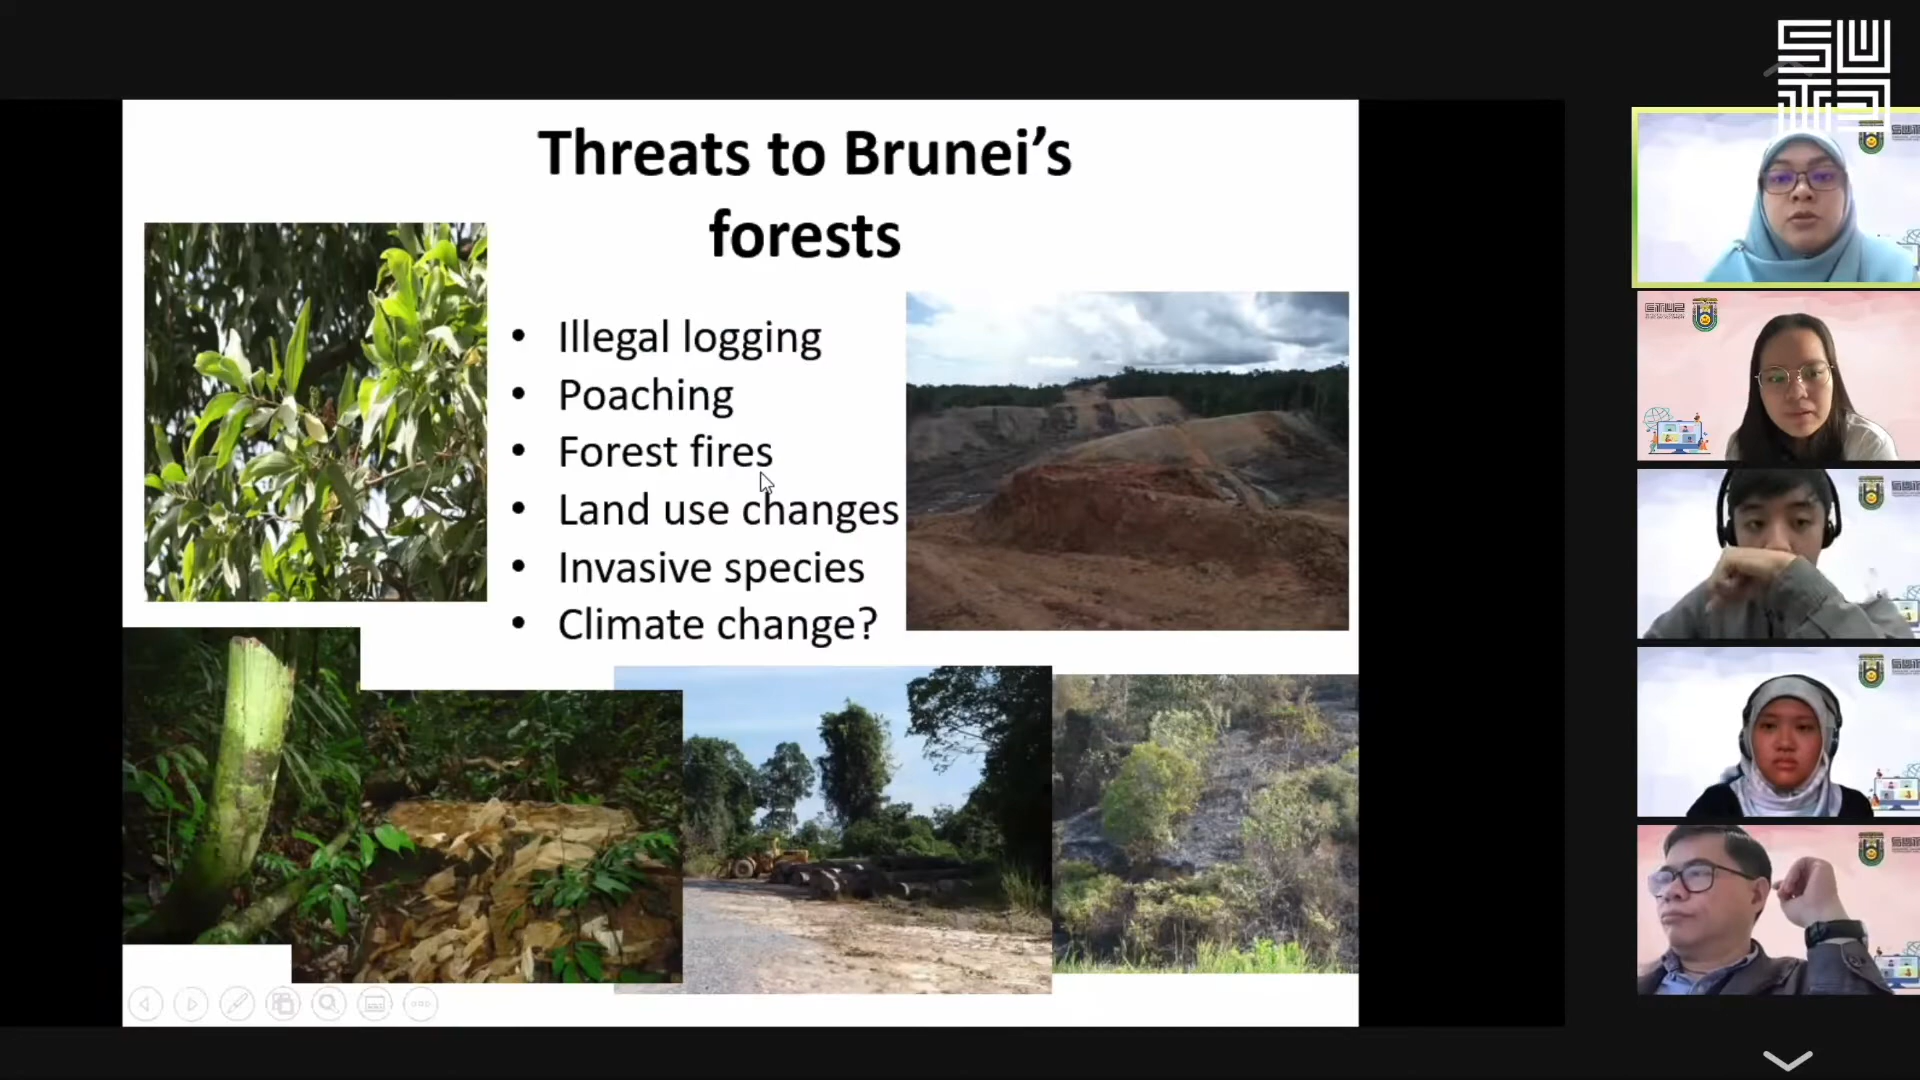 Threats to Brunei’s
forests
• Illegal logging
• Poaching
• Forest fires
• Land use changes
• Invasive species
• Climate change?